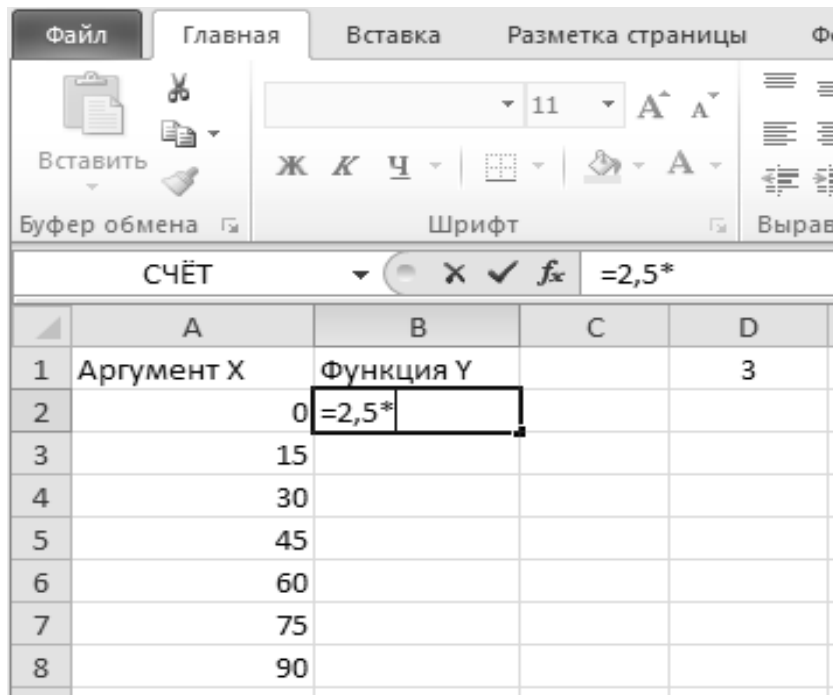 Файл Главная Вставка Разметка страницы
11 А А
Вставить Ж К Ч А
Буфер обмена Шрифт Вырав
СЧЁТ fx =2,5*
A B C D
1 Аргумент X Функция Y 3
2 0 =2,5*
3 15
4 30
5 45
6 60
7 75
8 90